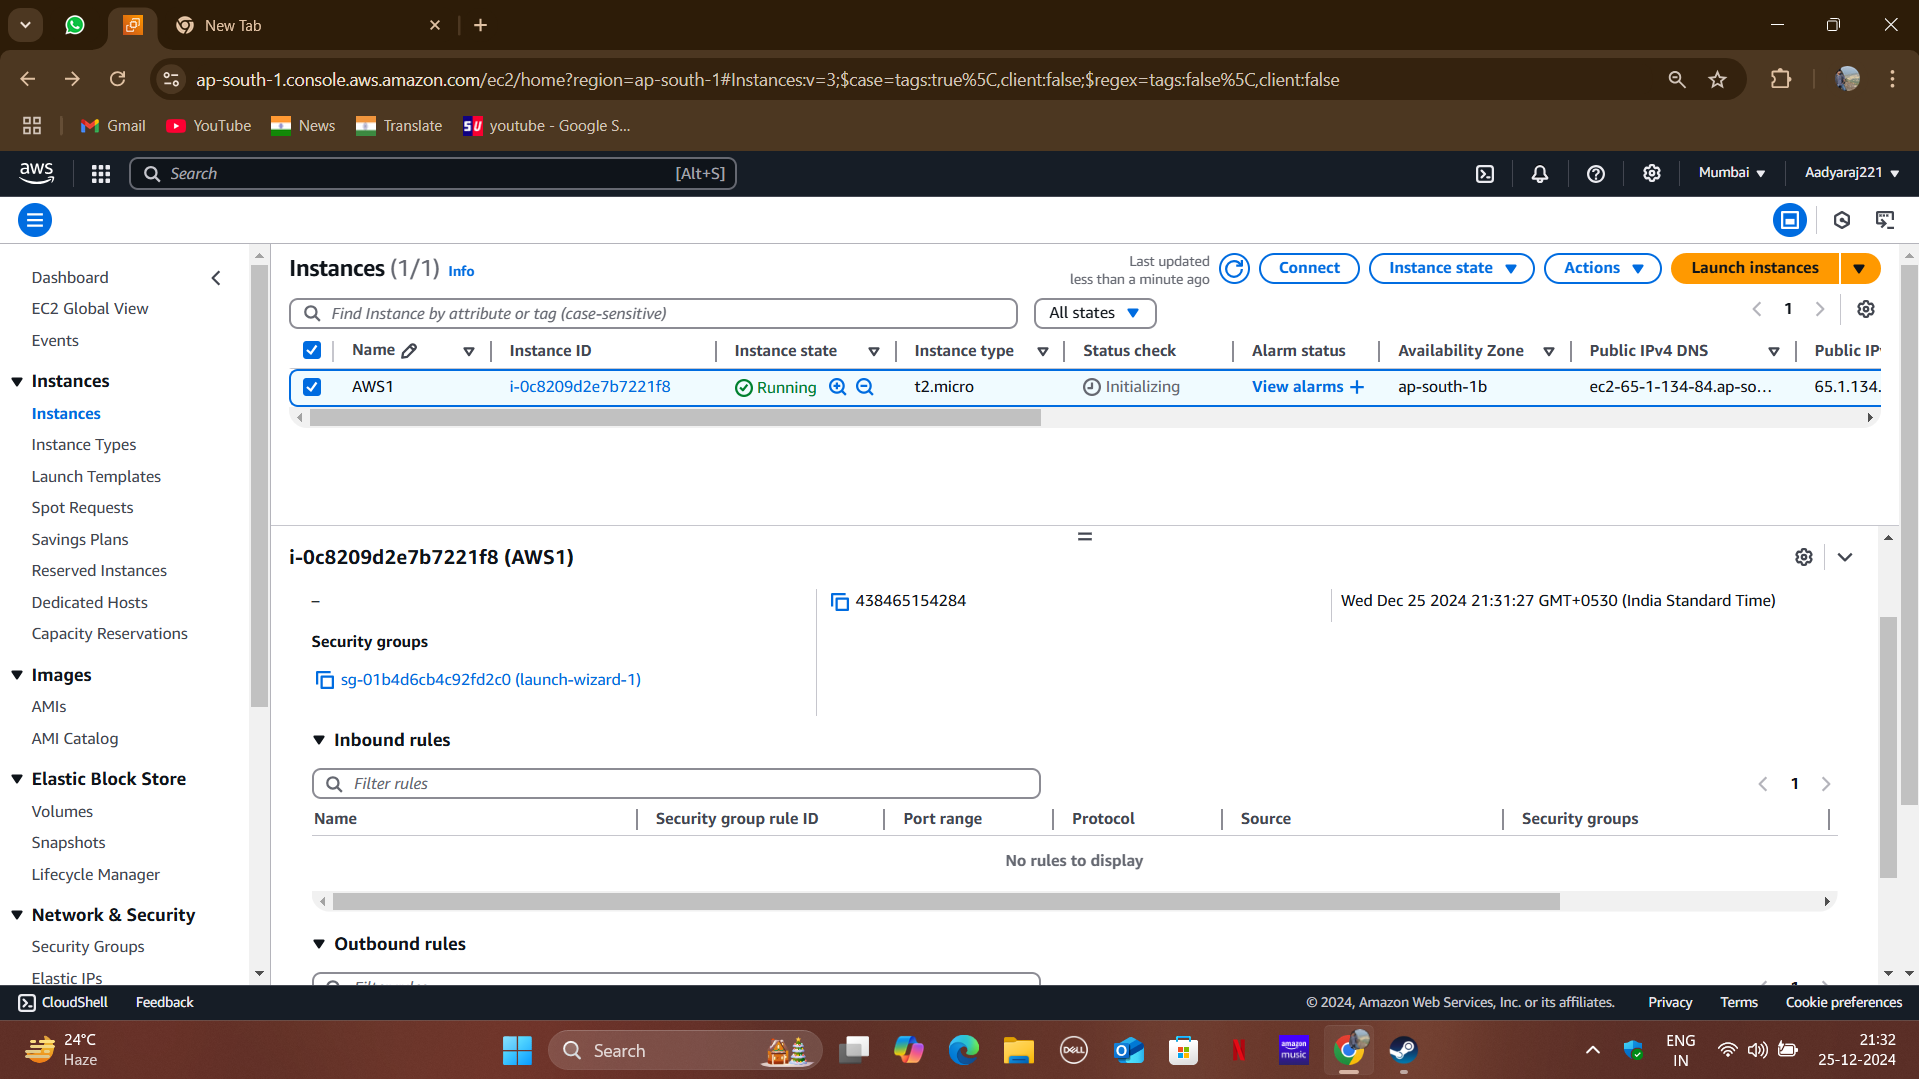 New Tab
ap-south-1.console.aws.amazon.com/ec2/home?region=ap-south-1#Instances:v=3;$case=tags:true%5C,client:false;$regex=tags:false%5C,client:false
Gmail YouTube News Translate SU youtube - Google S...
aws Search [Alt+S] Mumbai Aadyaraj221
Dashboard
EC2 Global View
Events
Instances
Instances
Instance Types
Launch Templates
Spot Requests
Savings Plans
Reserved Instances
Dedicated Hosts
Capacity Reservations
Images
AMIs
AMI Catalog
Elastic Block Store
Volumes
Snapshots
Lifecycle Manager
Network & Security
Security Groups
Elastic IPs
Instances (1/1) Info
Last updated
less than a minute ago
Connect Instance state Actions Launch instances
Find Instance by attribute or tag (case-sensitive) All states 1
Name Instance ID Instance state Instance type Status check Alarm status Availability Zone Public IPv4 DNS Public IP
AWS1 i-0c8209d2e7b7221f8 Running t2.micro Initializing View alarms + ap-south-1b ec2-65-1-134-84.ap-so... 65.1.134.
i-0c8209d2e7b7221f8 (AWS1)
– 438465154284 Wed Dec 25 2024 21:31:27 GMT+0530 (India Standard Time)
Security groups
sg-01b4d6cb4c92fd2c0 (launch-wizard-1)
Inbound rules
Filter rules 1
Name Security group rule ID Port range Protocol Source Security groups
No rules to display
Outbound rules
CloudShell Feedback © 2024, Amazon Web Services, Inc. or its affiliates. Privacy Terms Cookie preferences
24°C
Haze
Search
DELL
amazon
music
ENG
IN
21:32
25-12-2024